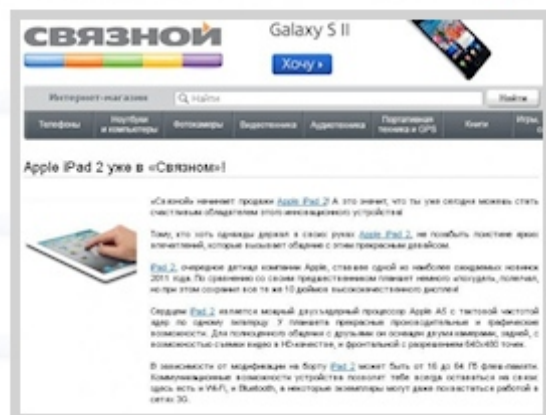 СВЯЗНОЙ
Galaxy S II
Хочу
Интернет-магазин
Найти
Найти
Телефоны
Ноутбуки
и компьютеры
Фотокамеры
Видеотехника
Аудиотехника
Портативная
техника и GPS
Книги
Игры,
Apple iPad 2 уже в «Связном»!
«Связной» начинает продажи Apple iPad 2! А это значит, что ты уже сегодня можешь стать
счастливым обладателем этого инновационного устройства!
Тому, кто хоть однажды держал в своих руках Apple iPad 2, не позабыть поистине ярких
впечатлений, которые вызывает общение с этим прекрасным девайсом.
iPad 2, очередное детище компании Apple, ставшее одной из наиболее ожидаемых новинок
2011 года. По сравнению со своим предшественником планшет немного «похудел», полегчал,
но при этом сохранил все те же 10 дюймов высококачественного дисплея!
Сердцем iPad 2 является мощный двухъядерный процессор Apple A5 с тактовой частотой
ядер по одному гигагерцу. У планшета прекрасные производительные и графические
возможности. Для полноценного общения с друзьями он оснащен двумя камерами, задней, с
возможностью съемки видео в HD-качестве, и фронтальной с разрешением 640x480 точек.
В зависимости от модификации на борту iPad 2 может быть от 16 до 64 Гб флеш-памяти.
Коммуникационные возможности устройства позволят тебе всегда оставаться на связи:
здесь есть и Wi-Fi, и Bluetooth, а некоторые экземпляры могут даже похвастаться работой в
сетях 3G.